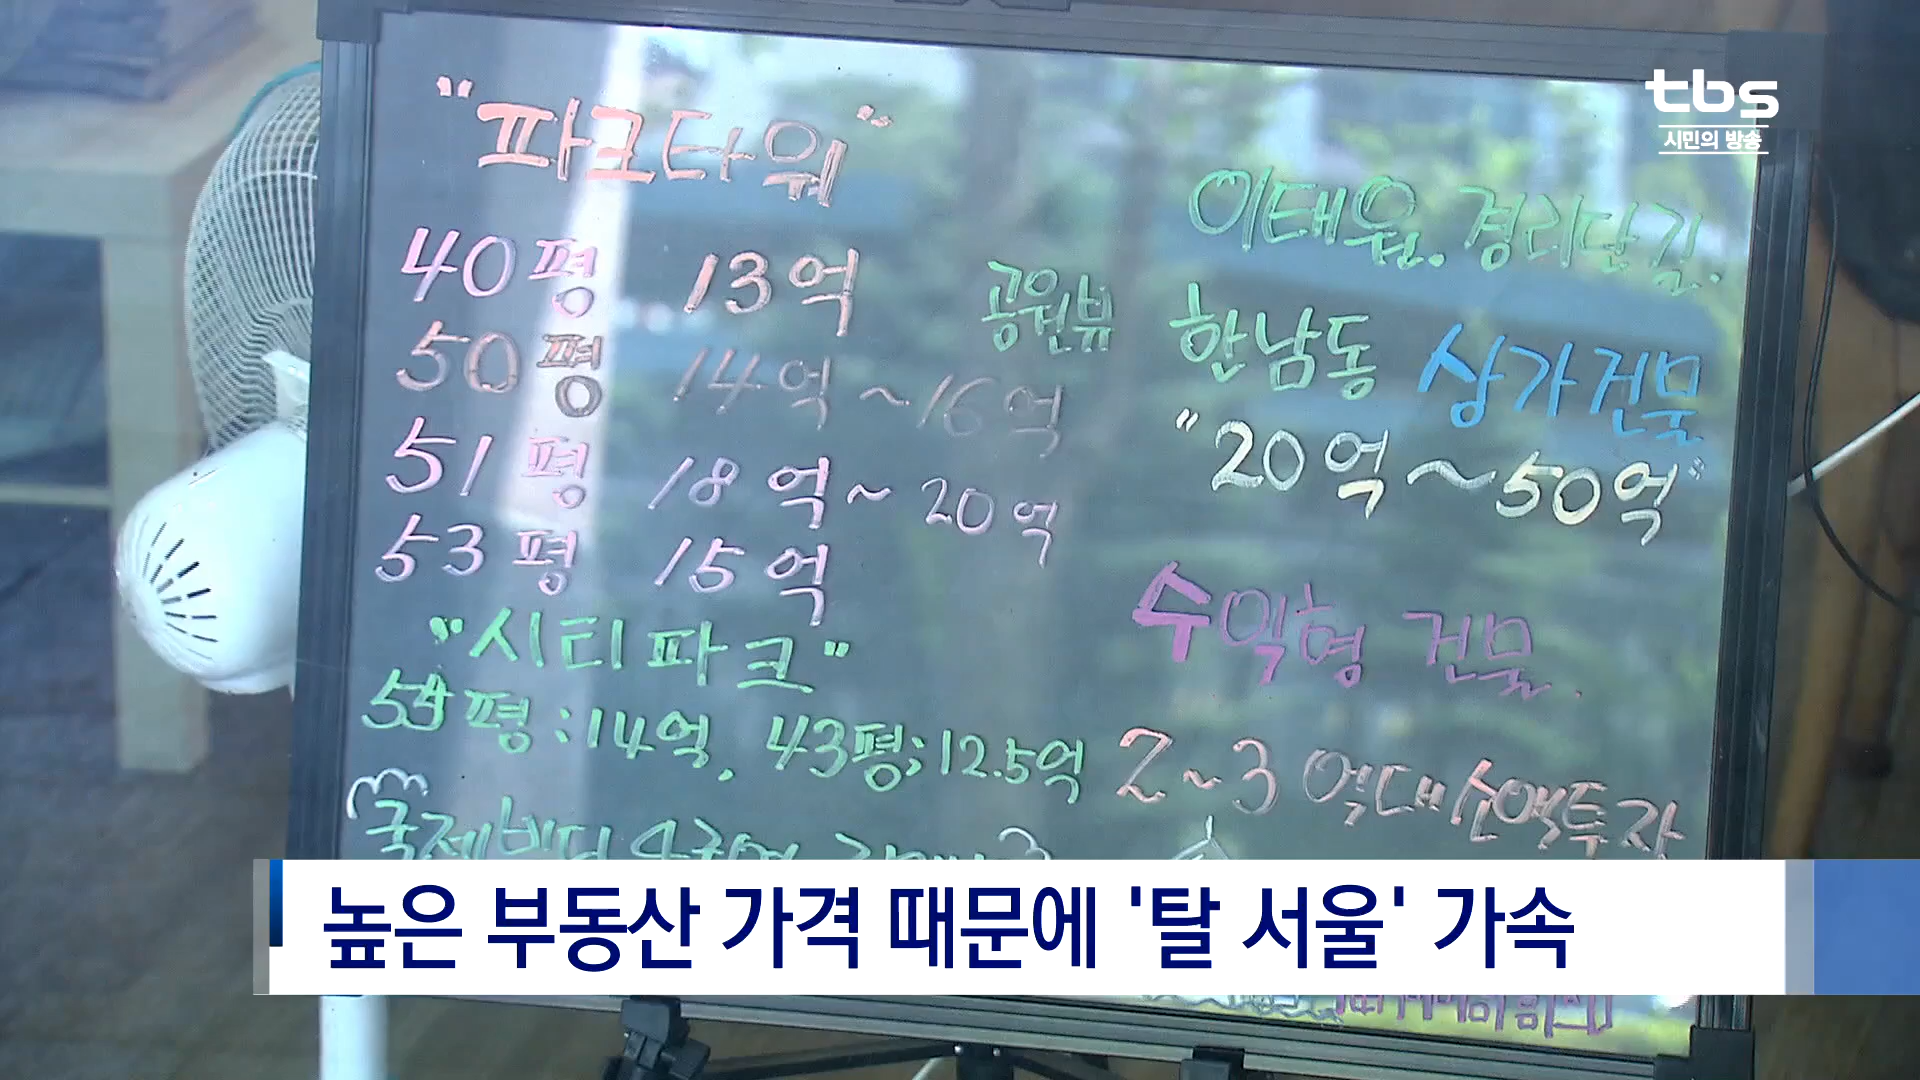 tbs
시민의 방송
"파크타워"
40평 13억
50평 14억~16억
51평 18억~20억
53평 15억
공원뷰
"시티파크"
55평:14억, 43평;12.5억
국제빌딩
이태원.경리단길.
한남동 상가건물
"20억~50억"
수익형 건물.
2~3억대 소액투자
높은 부동산 가격 때문에 '탈 서울' 가속